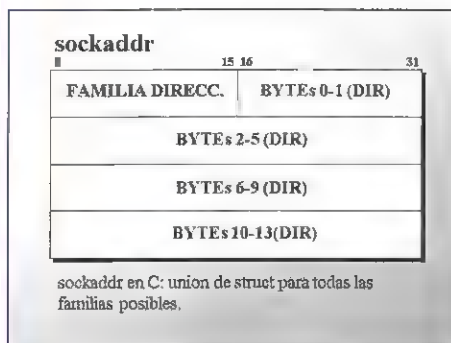 sockaddr
15 16 31
FAMILIA DIRECC. BYTEs 0-1 (DIR)
BYTEs 2-5 (DIR)
BYTEs 6-9 (DIR)
BYTEs 10-13(DIR)
sockaddr en C: union de struct para todas las
familias posibles.